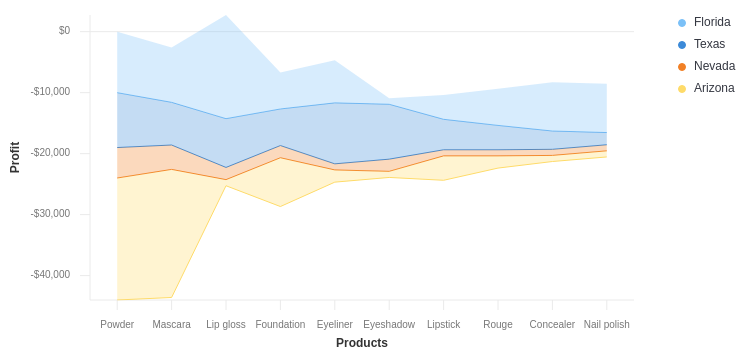 Florida
Texas
Nevada
Arizona
$0
-$10,000
-$20,000
-$30,000
-$40,000
Profit
Powder Mascara Lip gloss Foundation Eyeliner Eyeshadow Lipstick Rouge Concealer Nail polish
Products